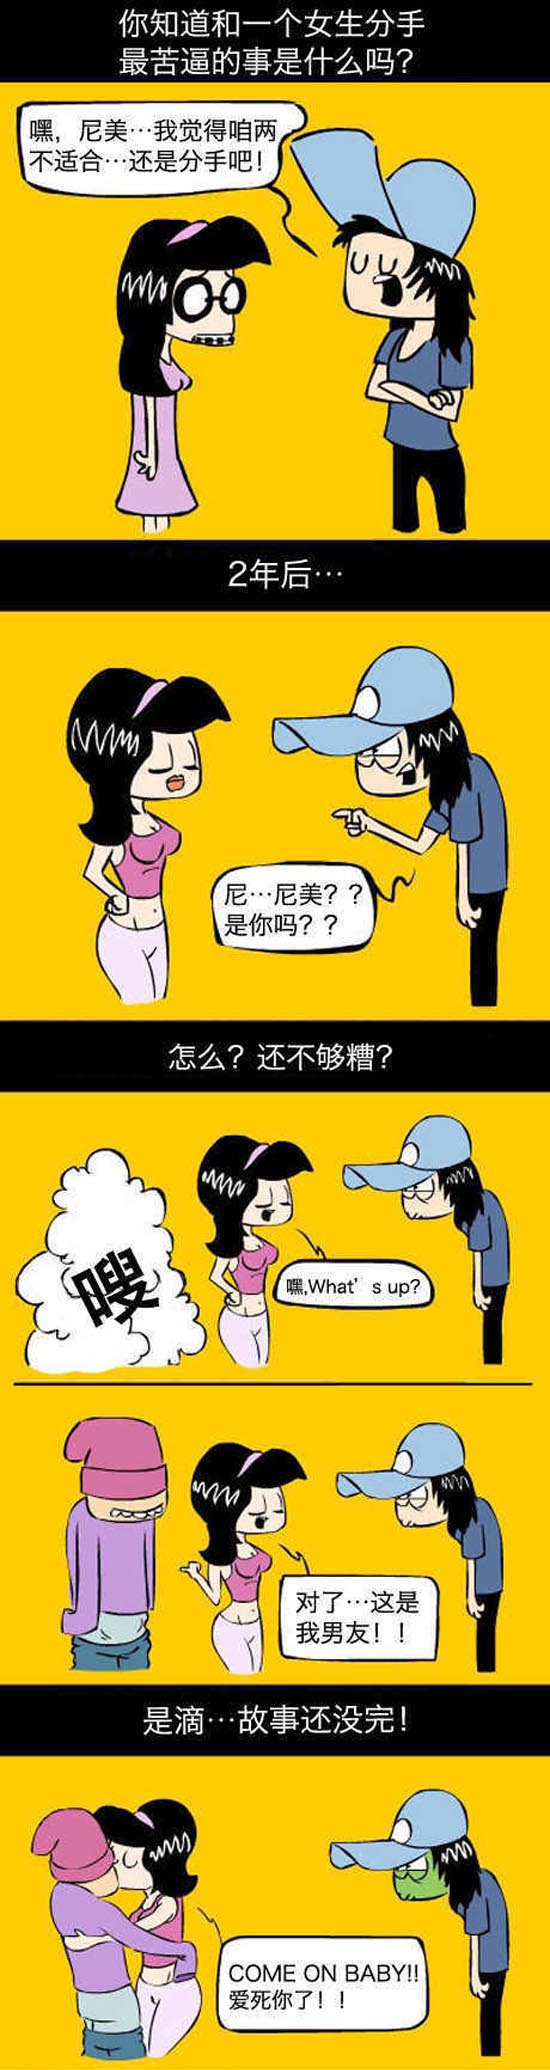 你知道和一个女生分手
最苦逼的事是什么吗？
嘿，尼美…我觉得咱两
不适合…还是分手吧！
2年后…
尼…尼美？？
是你吗？？
怎么？还不够糟？
嗖
嘿,What’s up?
对了…这是
我男友！！
是滴…故事还没完！
COME ON BABY!!
爱死你了！！